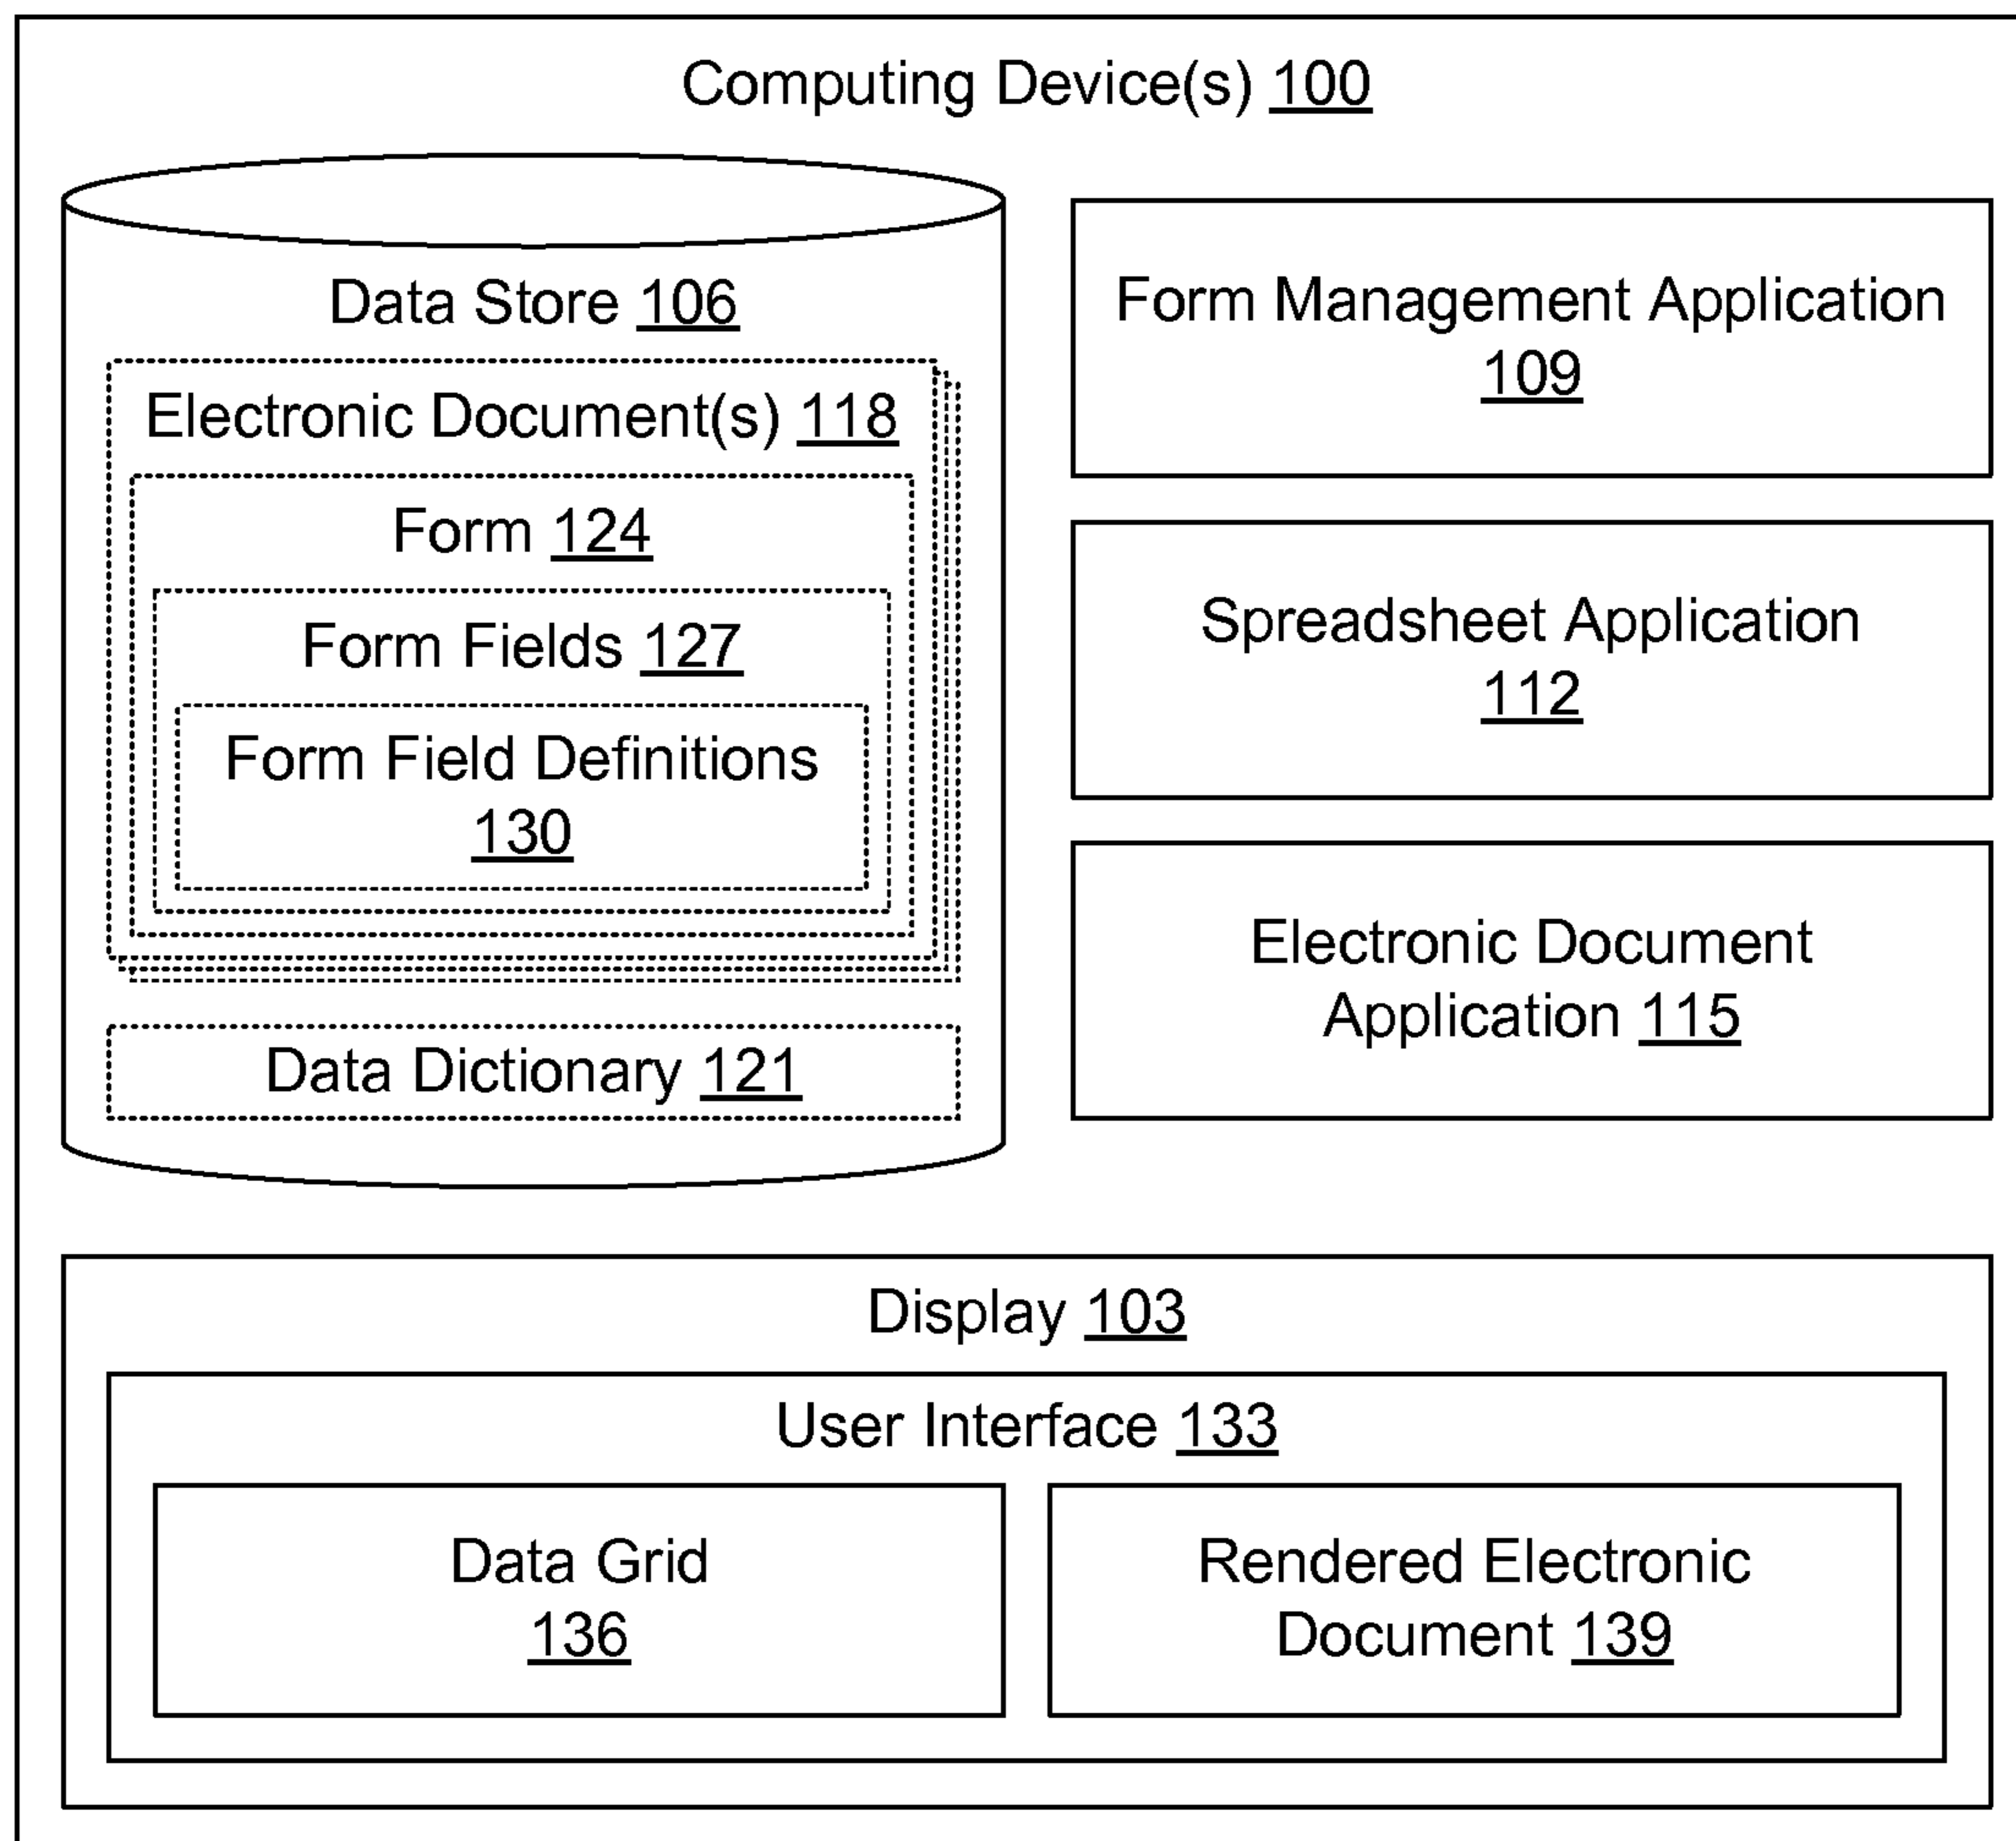 Computing Device(s) 100
Data Store 106
Electronic Document(s) 118
Form 124
Form Fields 127
Form Field Definitions
130
Data Dictionary 121
Form Management Application
109
Spreadsheet Application
112
Electronic Document
Application 115
Display 103
User Interface 133
Data Grid
136
Rendered Electronic
Document 139